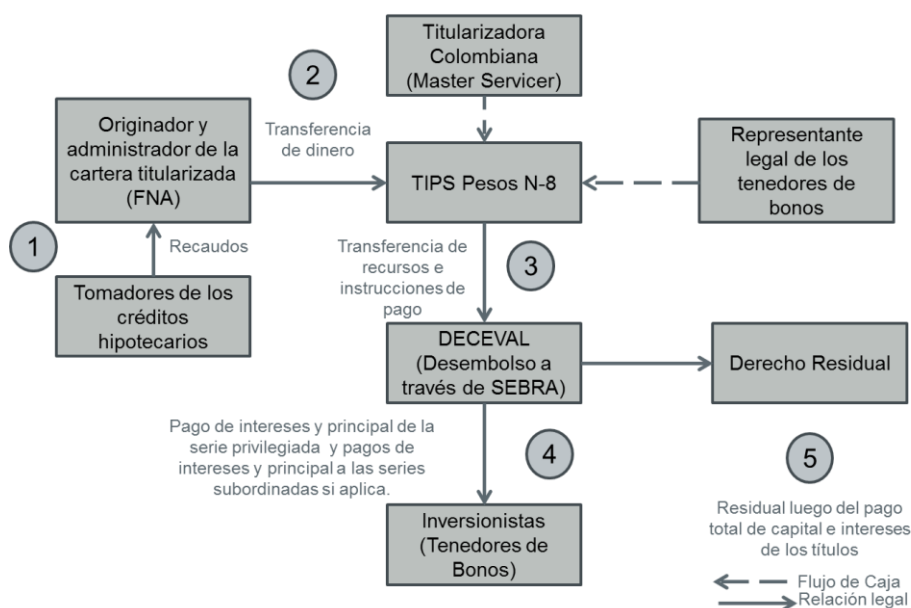 Titularizadora
Colombiana
(Master Servicer)
2
Originador y
administrador de la
cartera titularizada
(FNA)
Transferencia
de dinero
TIPS Pesos N-8
Representante
legal de los
tenedores de
bonos
1
Recaudos
Tomadores de los
créditos
hipotecarios
Transferencia de
recursos e
instrucciones de
pago
3
DECEVAL
(Desembolso a
través de SEBRA)
Derecho Residual
Pago de intereses y principal de la
serie privilegiada y pagos de
intereses y principal a las series
subordinadas si aplica.
4
5
Inversionistas
(Tenedores de
Bonos)
Residual luego del pago
total de capital e intereses
de los títulos
Flujo de Caja
Relación legal